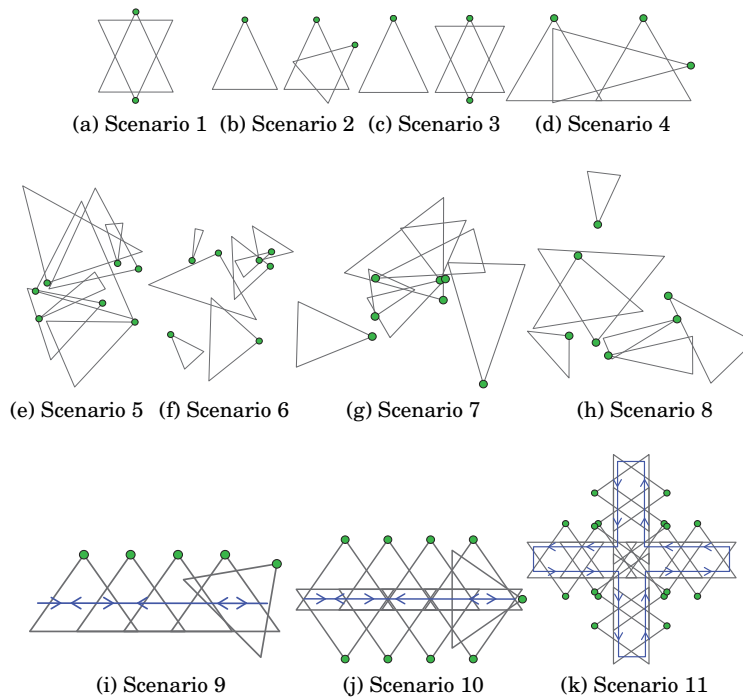 (a) Scenario 1 (b) Scenario 2 (c) Scenario 3 (d) Scenario 4
(e) Scenario 5 (f) Scenario 6 (g) Scenario 7 (h) Scenario 8
(i) Scenario 9 (j) Scenario 10 (k) Scenario 11